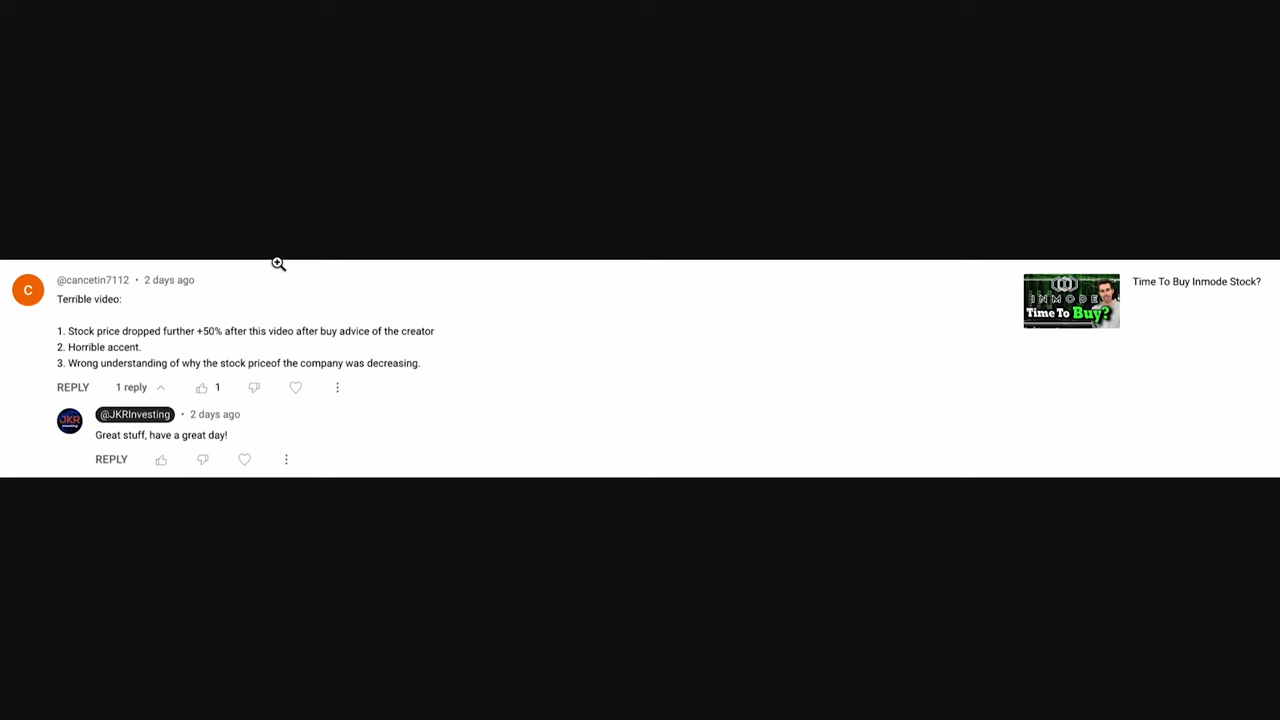 @cancetin7112 • 2 days ago
Terrible video:
1. Stock price dropped further +50% after this video after buy advice of the creator
2. Horrible accent.
3. Wrong understanding of why the stock priceof the company was decreasing.
REPLY 1 reply 1
@JKRInvesting • 2 days ago
Great stuff, have a great day!
REPLY
C
JKR
Investing
INMODE
Time To Buy?
Time To Buy Inmode Stock?